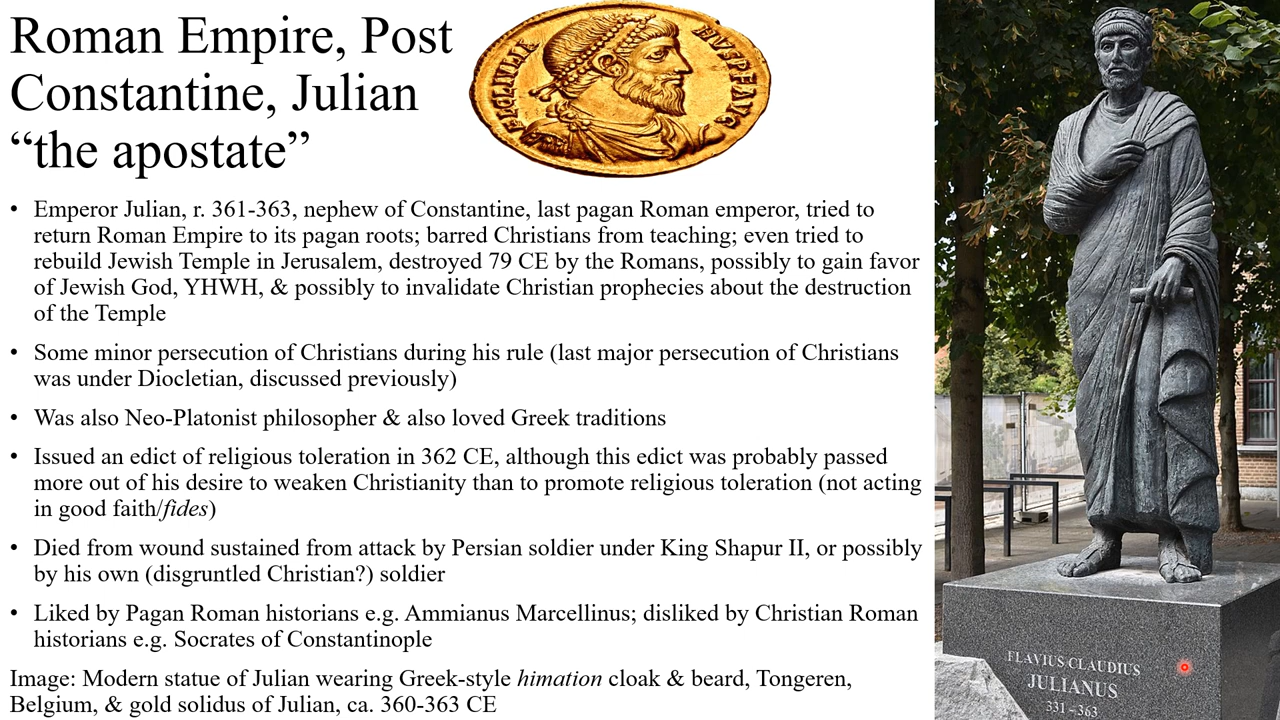 Roman Empire, Post
Constantine, Julian
“the apostate”
FL CL IVLIA
NVS P F AVG
• Emperor Julian, r. 361-363, nephew of Constantine, last pagan Roman emperor, tried to
return Roman Empire to its pagan roots; barred Christians from teaching; even tried to
rebuild Jewish Temple in Jerusalem, destroyed 79 CE by the Romans, possibly to gain favor
of Jewish God, YHWH, & possibly to invalidate Christian prophecies about the destruction
of the Temple
• Some minor persecution of Christians during his rule (last major persecution of Christians
was under Diocletian, discussed previously)
• Was also Neo-Platonist philosopher & also loved Greek traditions
• Issued an edict of religious toleration in 362 CE, although this edict was probably passed
more out of his desire to weaken Christianity than to promote religious toleration (not acting
in good faith/fides)
• Died from wound sustained from attack by Persian soldier under King Shapur II, or possibly
by his own (disgruntled Christian?) soldier
• Liked by Pagan Roman historians e.g. Ammianus Marcellinus; disliked by Christian Roman
historians e.g. Socrates of Constantinople
Image: Modern statue of Julian wearing Greek-style himation cloak & beard, Tongeren,
Belgium, & gold solidus of Julian, ca. 360-363 CE
FLAVIUS CLAUDIUS
JULIANUS
331–363